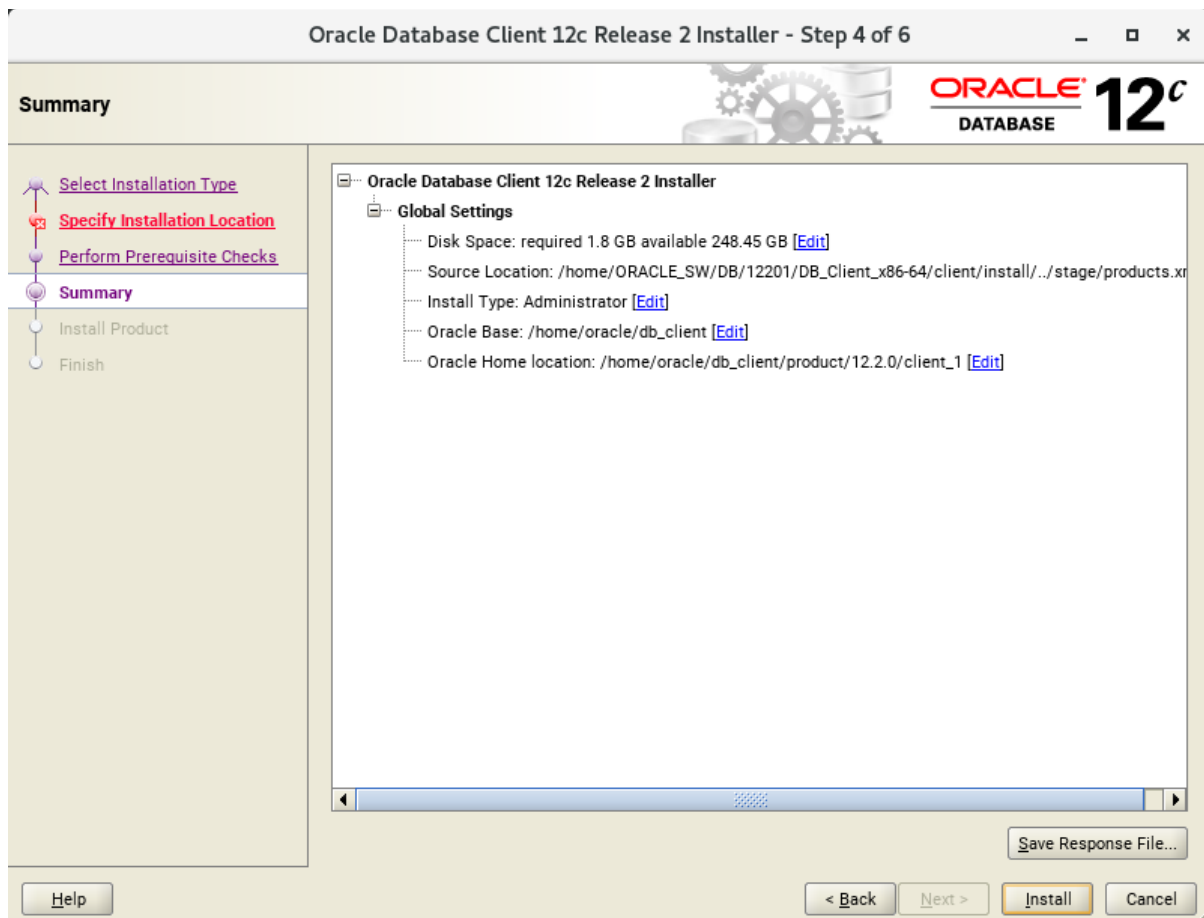 Oracle Database Client 12c Release 2 Installer - Step 4 of 6
Summary
ORACLE DATABASE 12c
Select Installation Type
Specify Installation Location
Perform Prerequisite Checks
Summary
Install Product
Finish
Oracle Database Client 12c Release 2 Installer
Global Settings
Disk Space: required 1.8 GB available 248.45 GB [Edit]
Source Location: /home/ORACLE_SW/DB/12201/DB_Client_x86-64/client/install/../stage/products.xm
Install Type: Administrator [Edit]
Oracle Base: /home/oracle/db_client [Edit]
Oracle Home location: /home/oracle/db_client/product/12.2.0/client_1 [Edit]
Save Response File...
Help
< Back
Next >
Install
Cancel